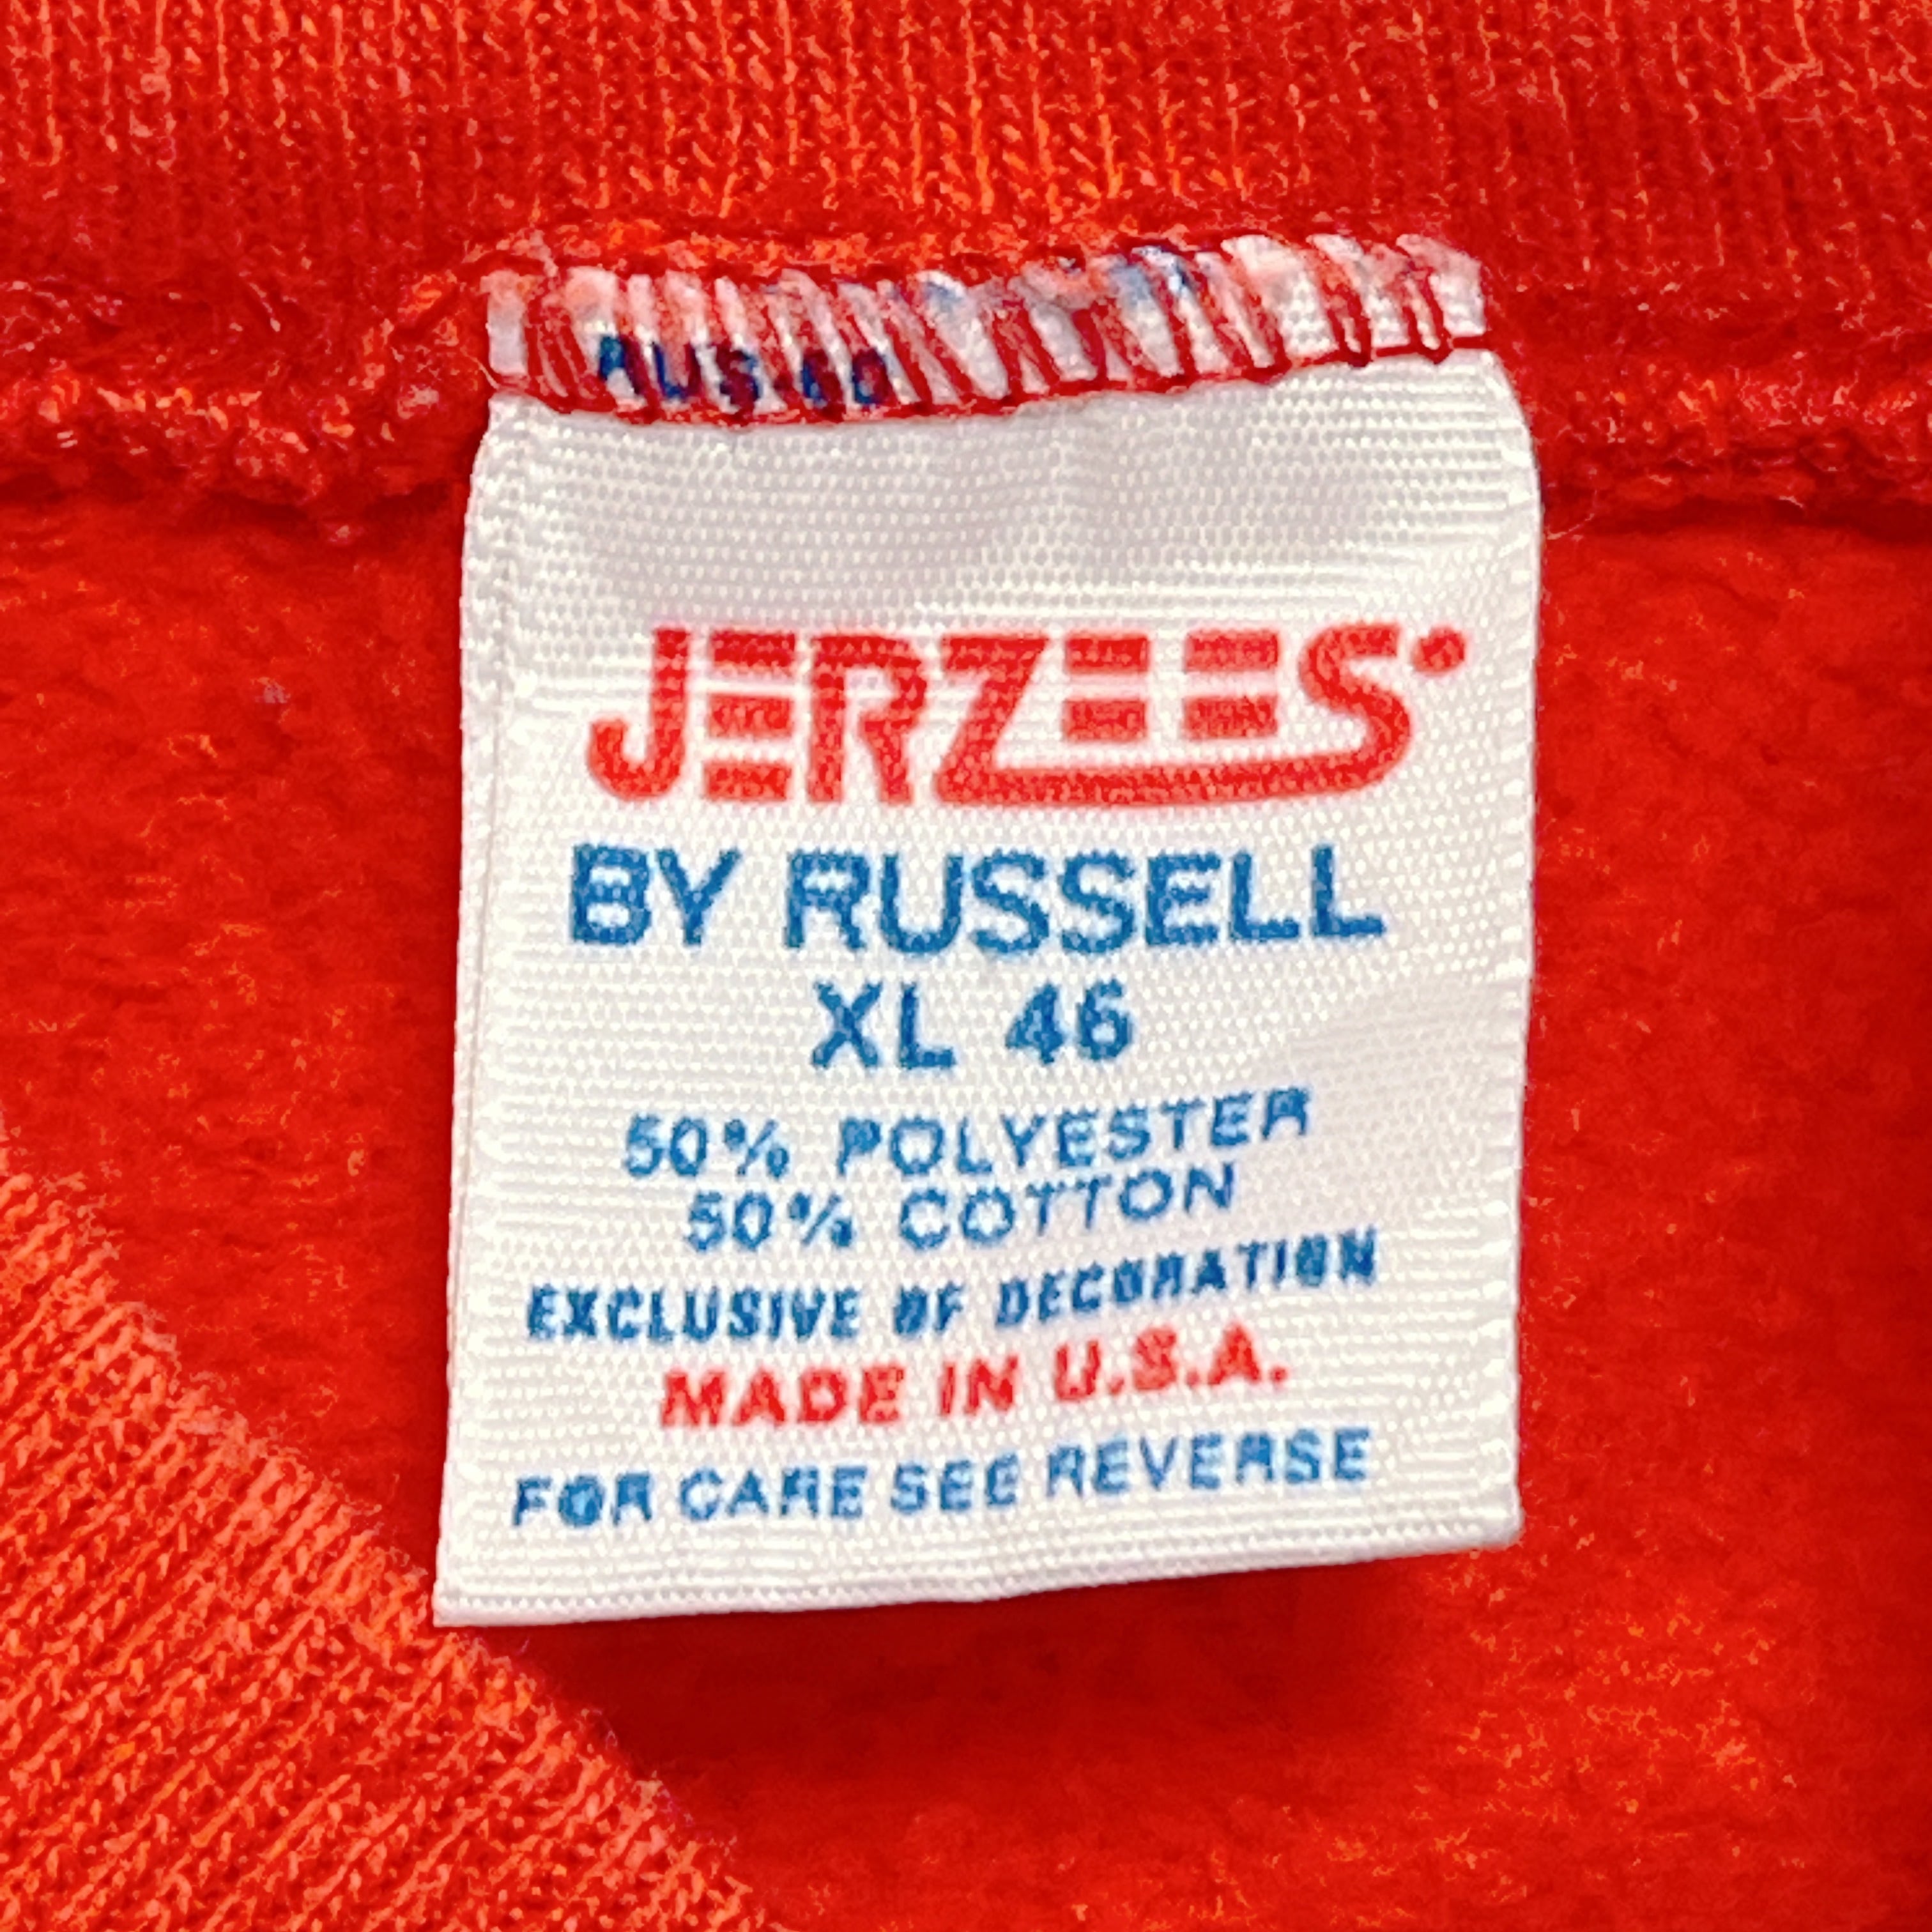 JERZEES
BY RUSSELL
XL 46
50% POLYESTER
50% COTTON
EXCLUSIVE OF DECORATION
MADE IN U.S.A.
FOR CARE SEE REVERSE